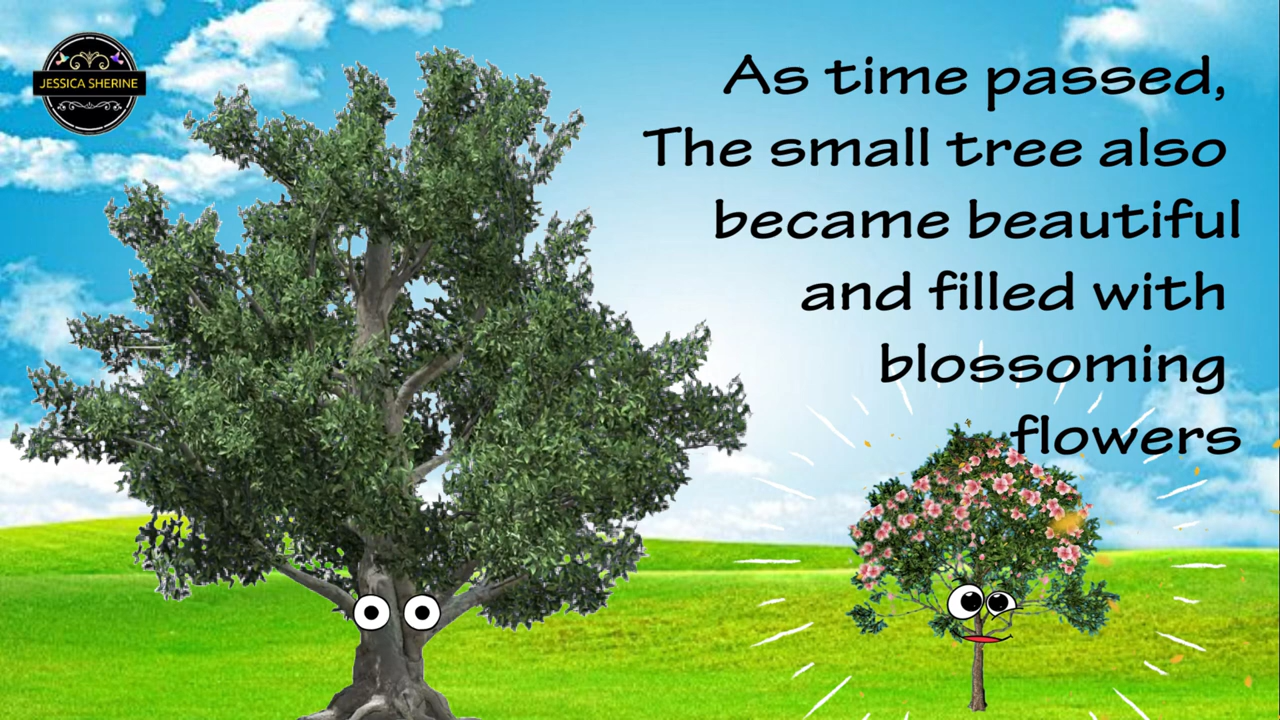 JESSICA SHERINE
As time passed,
The small tree also
became beautiful
and filled with
blossoming
flowers